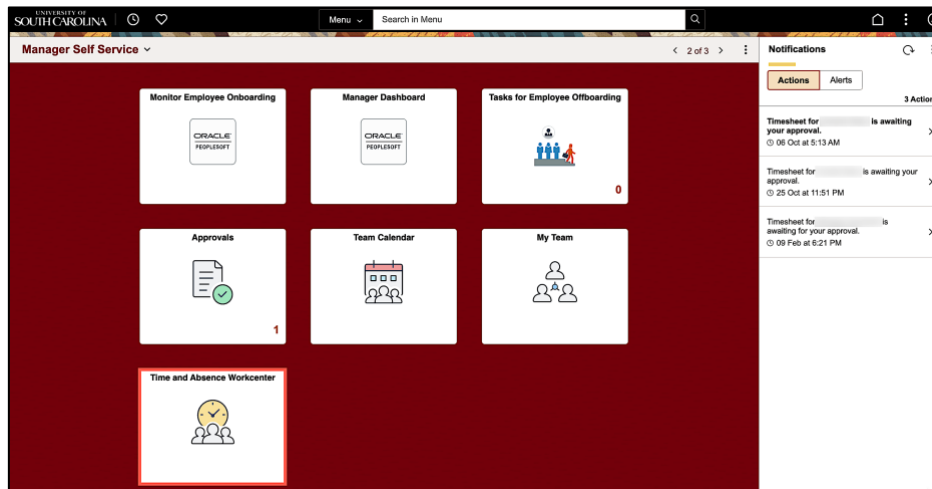 UNIVERSITY OF
SOUTH CAROLINA
Menu
Search in Menu
Manager Self Service
2 of 3
Notifications
Actions
Alerts
3 Action
Monitor Employee Onboarding
ORACLE
PEOPLESOFT
Manager Dashboard
ORACLE
PEOPLESOFT
Tasks for Employee Offboarding
0
Timesheet for is awaiting
your approval.
06 Oct at 5:13 AM
Timesheet for is awaiting your
approval.
25 Oct at 11:51 PM
Timesheet for is
awaiting for your approval.
09 Feb at 6:21 PM
Approvals
1
Team Calendar
My Team
Time and Absence Workcenter